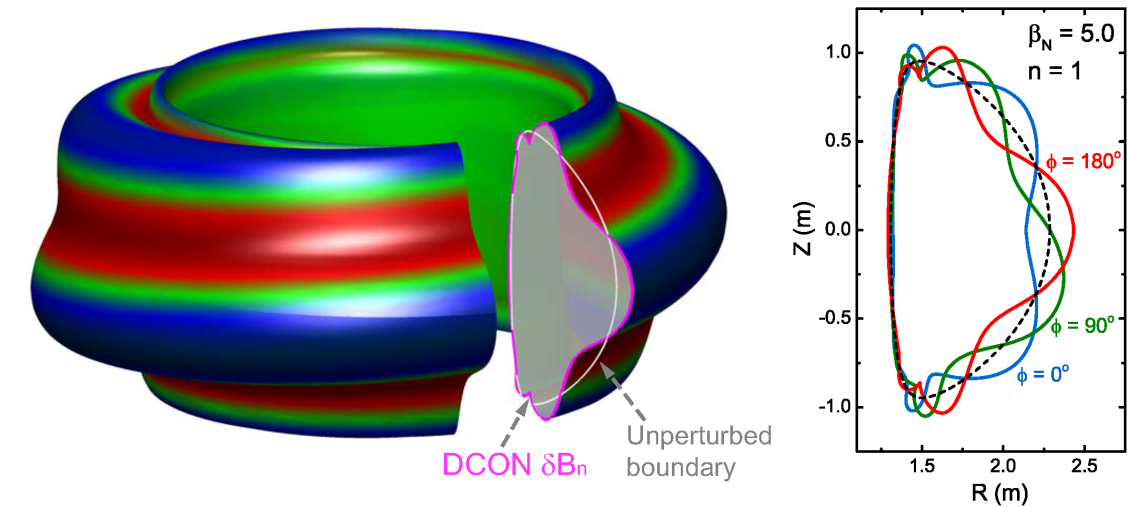 DCON δBn
Unperturbed
boundary
βN = 5.0
n = 1
1.0
0.5
0.0
-0.5
-1.0
Z (m)
ϕ = 180°
ϕ = 90°
ϕ = 0°
1.5 2.0 2.5
R (m)